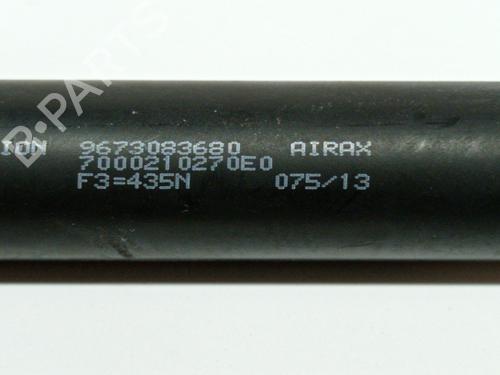 ION 9673083680 AIRAX
7000210270E0
F3=435N 075/13
B-PARTS